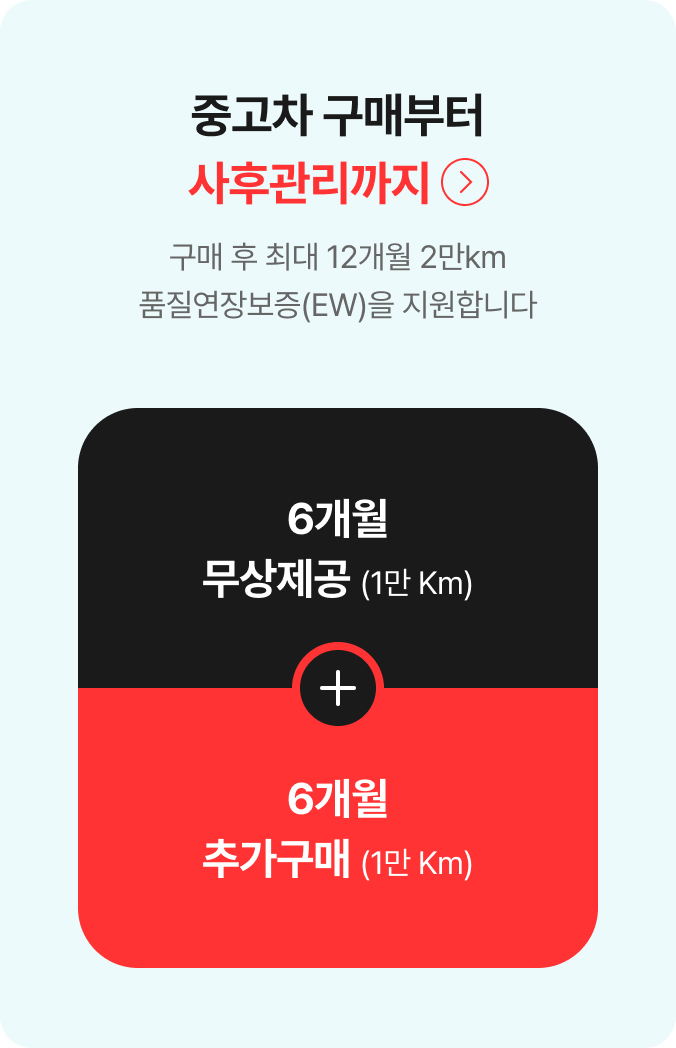 중고차 구매부터
사후관리까지
구매 후 최대 12개월 2만km
품질연장보증(EW)을 지원합니다
6개월
무상제공 (1만 Km)
6개월
추가구매 (1만 Km)